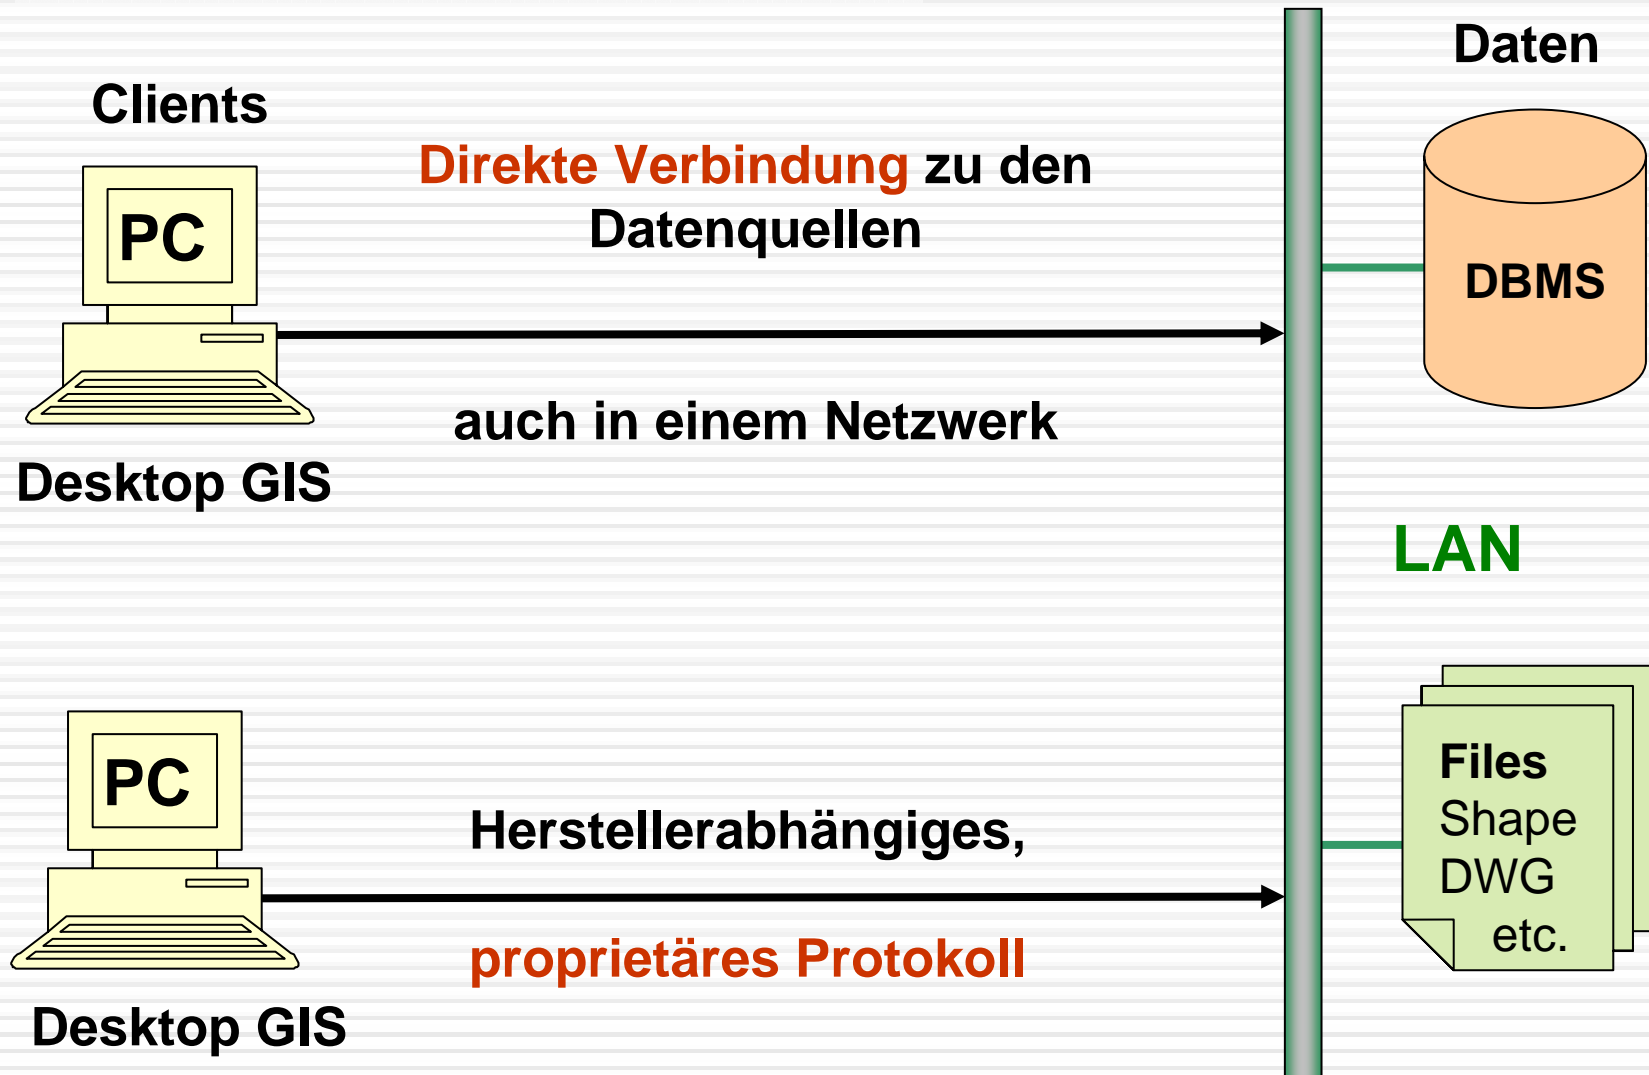 Clients
PC
Desktop GIS
Direkte Verbindung zu den
Datenquellen
auch in einem Netzwerk
Daten
DBMS
LAN
PC
Desktop GIS
Herstellerabhängiges,
proprietäres Protokoll
Files
Shape
DWG
etc.